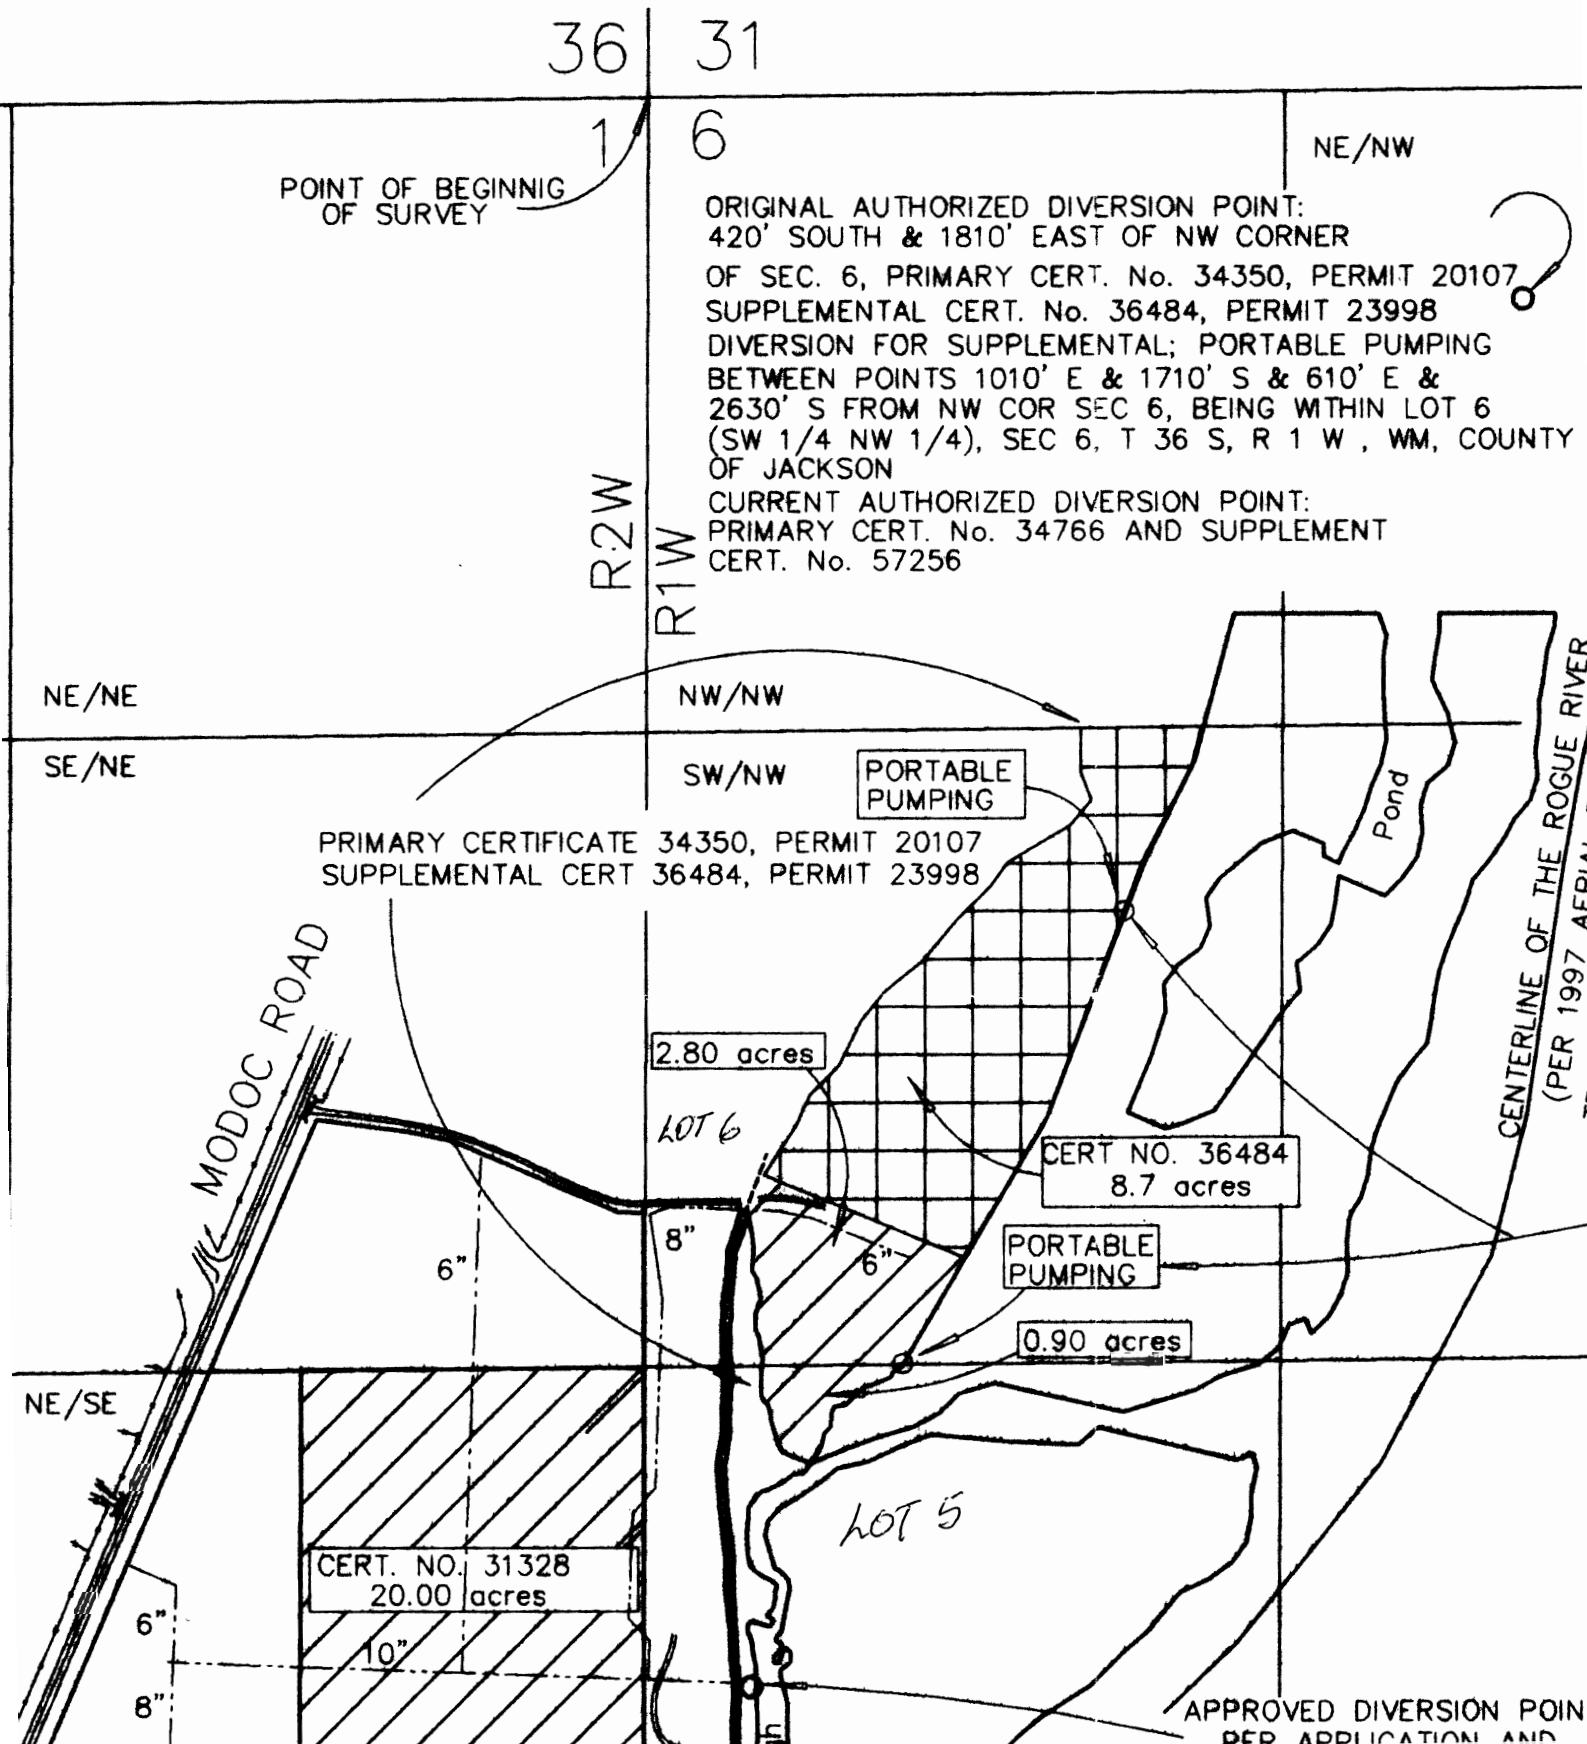 36 31
1 6
NE/NW
POINT OF BEGINNIG
OF SURVEY
ORIGINAL AUTHORIZED DIVERSION POINT:
420' SOUTH & 1810' EAST OF NW CORNER
OF SEC. 6, PRIMARY CERT. No. 34350, PERMIT 20107
SUPPLEMENTAL CERT. No. 36484, PERMIT 23998
DIVERSION FOR SUPPLEMENTAL; PORTABLE PUMPING
BETWEEN POINTS 1010' E & 1710' S & 610' E &
2630' S FROM NW COR SEC 6, BEING WITHIN LOT 6
(SW 1/4 NW 1/4), SEC 6, T 36 S, R 1 W , WM, COUNTY
OF JACKSON
CURRENT AUTHORIZED DIVERSION POINT:
PRIMARY CERT. No. 34766 AND SUPPLEMENT
CERT. No. 57256
R2W
R1W
NE/NE
NW/NW
SE/NE
SW/NW
PORTABLE
PUMPING
Pond
CENTERLINE OF THE ROGUE RIVER
(PER 1997
PRIMARY CERTIFICATE 34350, PERMIT 20107
SUPPLEMENTAL CERT 36484, PERMIT 23998
MODOC ROAD
2.80 acres
LOT 6
CERT NO. 36484
8.7 acres
8"
6"
6"
PORTABLE
PUMPING
0.90 acres
NE/SE
LOT 5
CERT. NO. 31328
20.00 acres
6"
10"
8"
APPROVED DIVERSION POIN
PER APPLICATION AND